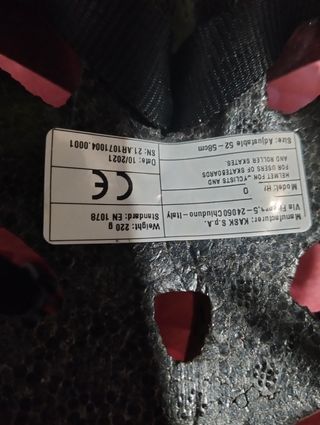 Manufacturer: KASK S.p.A.
5 - 24060 Chiuduno – Italy
Model:
HELMET FOR CYCLISTS AND
FOR USERS OF SKATEBOARDS
AND ROLLER SKATES.
Size: Adjustable 52 - 58cm
Weight: 220 g
Standard: EN 1078
CE
Date: 10/2021
SN: 21.AR1071004.0001